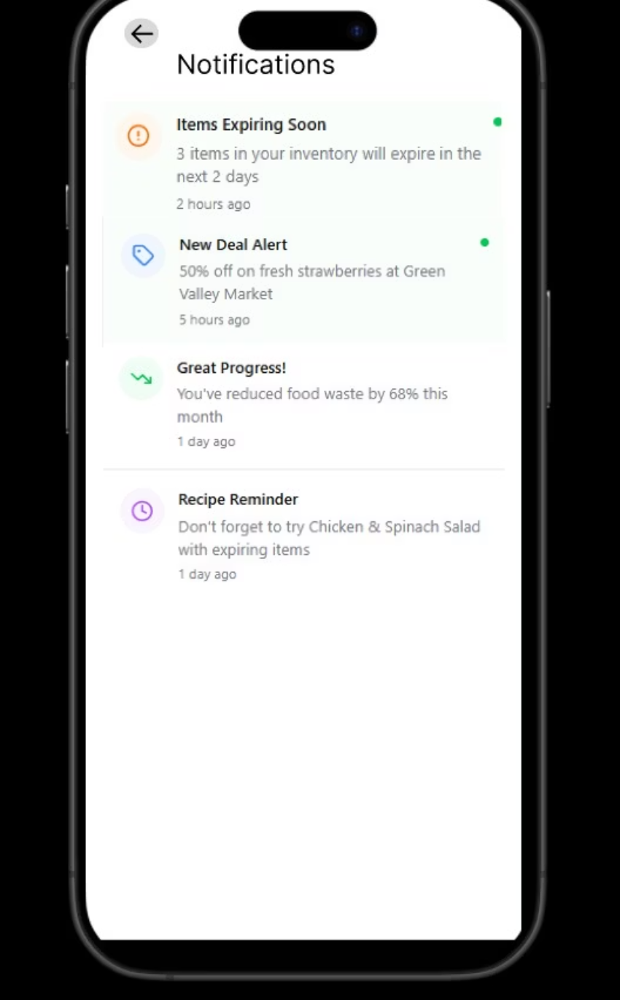 Notifications
Items Expiring Soon
3 items in your inventory will expire in the
next 2 days
2 hours ago
New Deal Alert
50% off on fresh strawberries at Green
Valley Market
5 hours ago
Great Progress!
You've reduced food waste by 68% this
month
1 day ago
Recipe Reminder
Don't forget to try Chicken & Spinach Salad
with expiring items
1 day ago